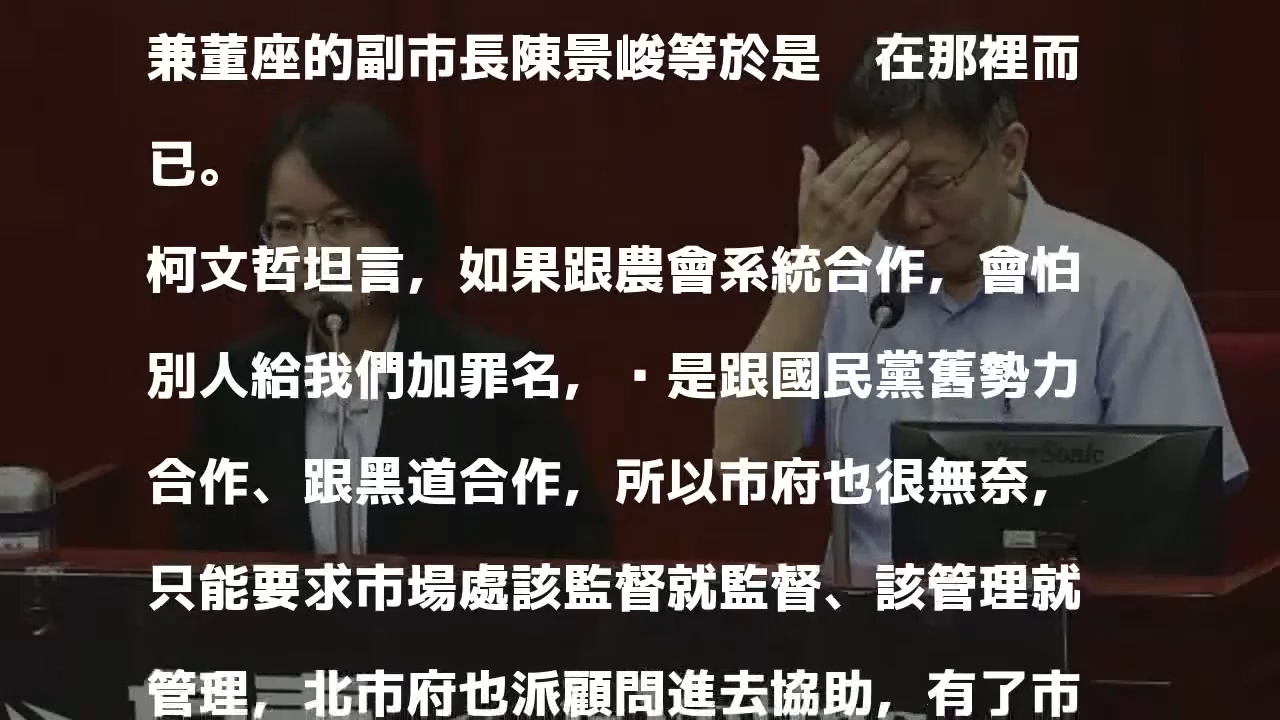 兼董座的副市長陳景峻等於是　在那裡而
已。
柯文哲坦言，如果跟農會系統合作，會怕
別人給我們加罪名，▪是跟國民黨舊勢力
合作、跟黑道合作，所以市府也很無奈，
只能要求市場處該監督就監督、該管理就
ViewSonic
管理，北市府也派顧問進去協助，有了市